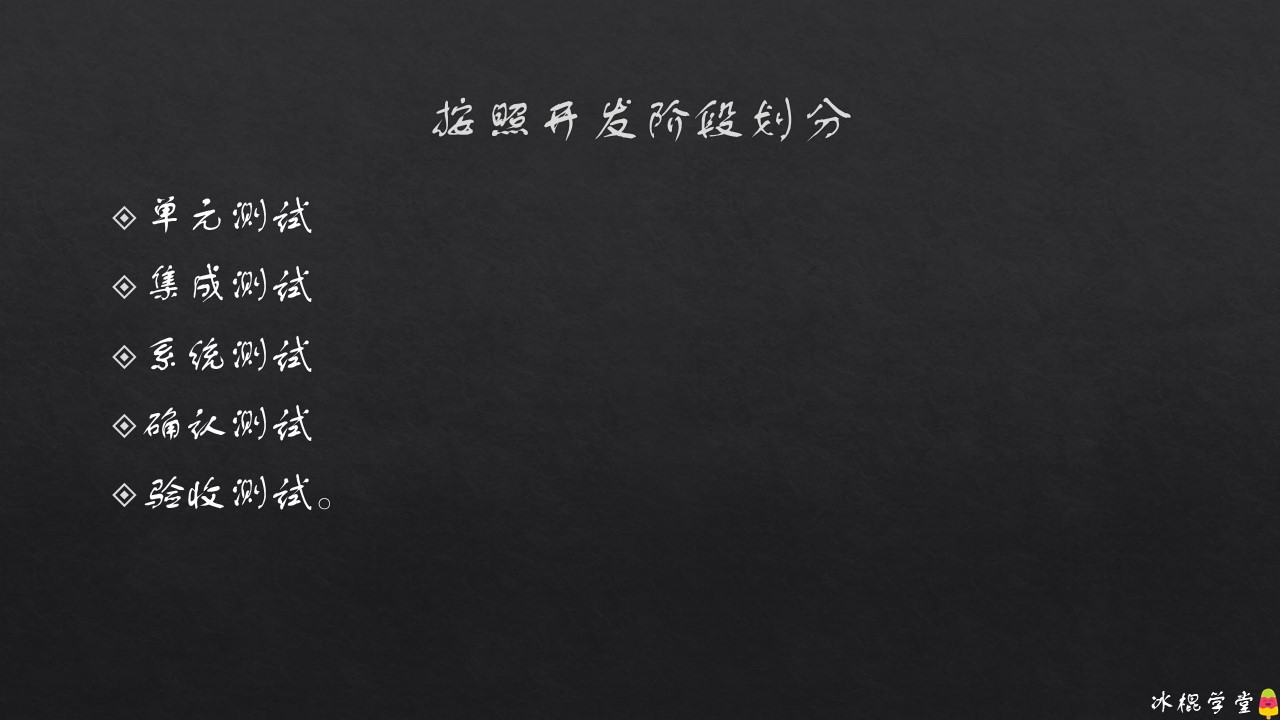 按照开发阶段划分
单元测试
集成测试
系统测试
确认测试
验收测试。
冰棍学堂